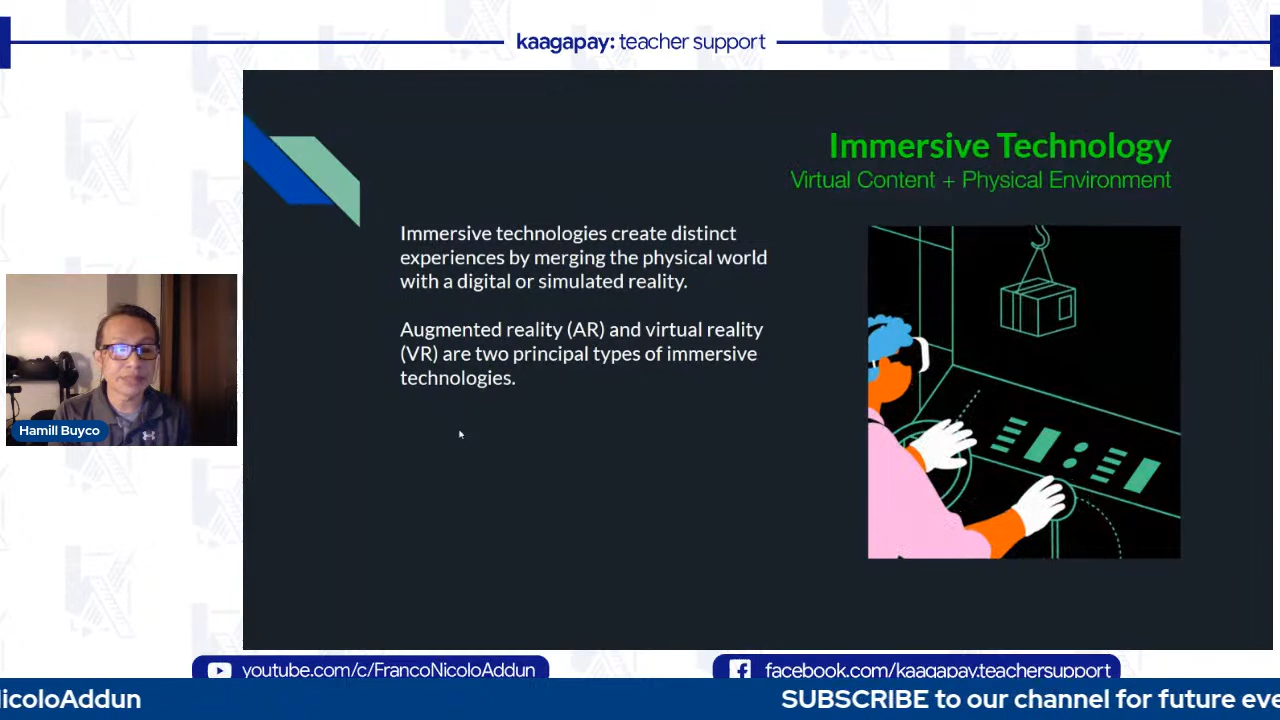 kaagapay: teacher support
Immersive Technology
Virtual Content + Physical Environment
Immersive technologies create distinct
experiences by merging the physical world
with a digital or simulated reality.
Augmented reality (AR) and virtual reality
(VR) are two principal types of immersive
technologies.
Hamill Buyco
youtube.com/c/FrancoNicoloAddun
facebook.com/kaagapay.teachersupport
icoloAddun
SUBSCRIBE to our channel for future eve